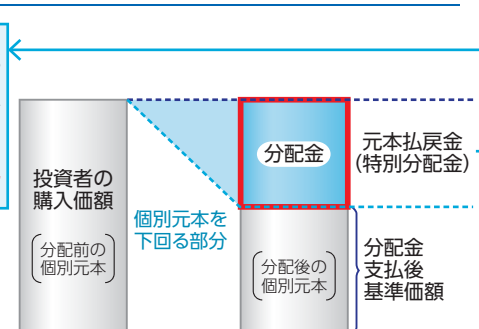 投資者の
購入価額
分配前の
個別元本
個別元本を
下回る部分
分配金
分配後の
個別元本
元本払戻金
(特別分配金)
分配金
支払後
基準価額